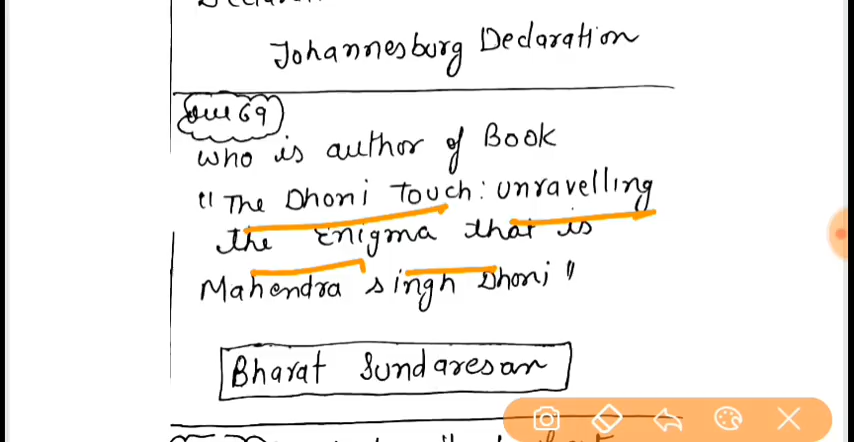 Johannesburg Declaration
Que 69
who is author of Book
"The Dhoni Touch: unravelling
the Enigma that is
Mahendra singh Dhoni"
Bharat Sundaresan